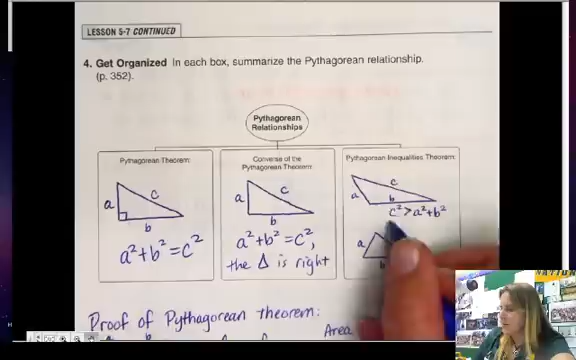 LESSON 5-7 CONTINUED
4. Get Organized In each box, summarize the Pythagorean relationship.
(p. 352).
Pythagorean
Relationships
Pythagorean Theorem
a
c
b
a² + b² = c²
Converse of the
Pythagorean Theorem
a
c
b
a² + b² = c²,
the Δ is right
Pythagorean Inequalities Theorem
a
c
b
c² > a² + b²
a
b
Proof of Pythagorean theorem:
Area